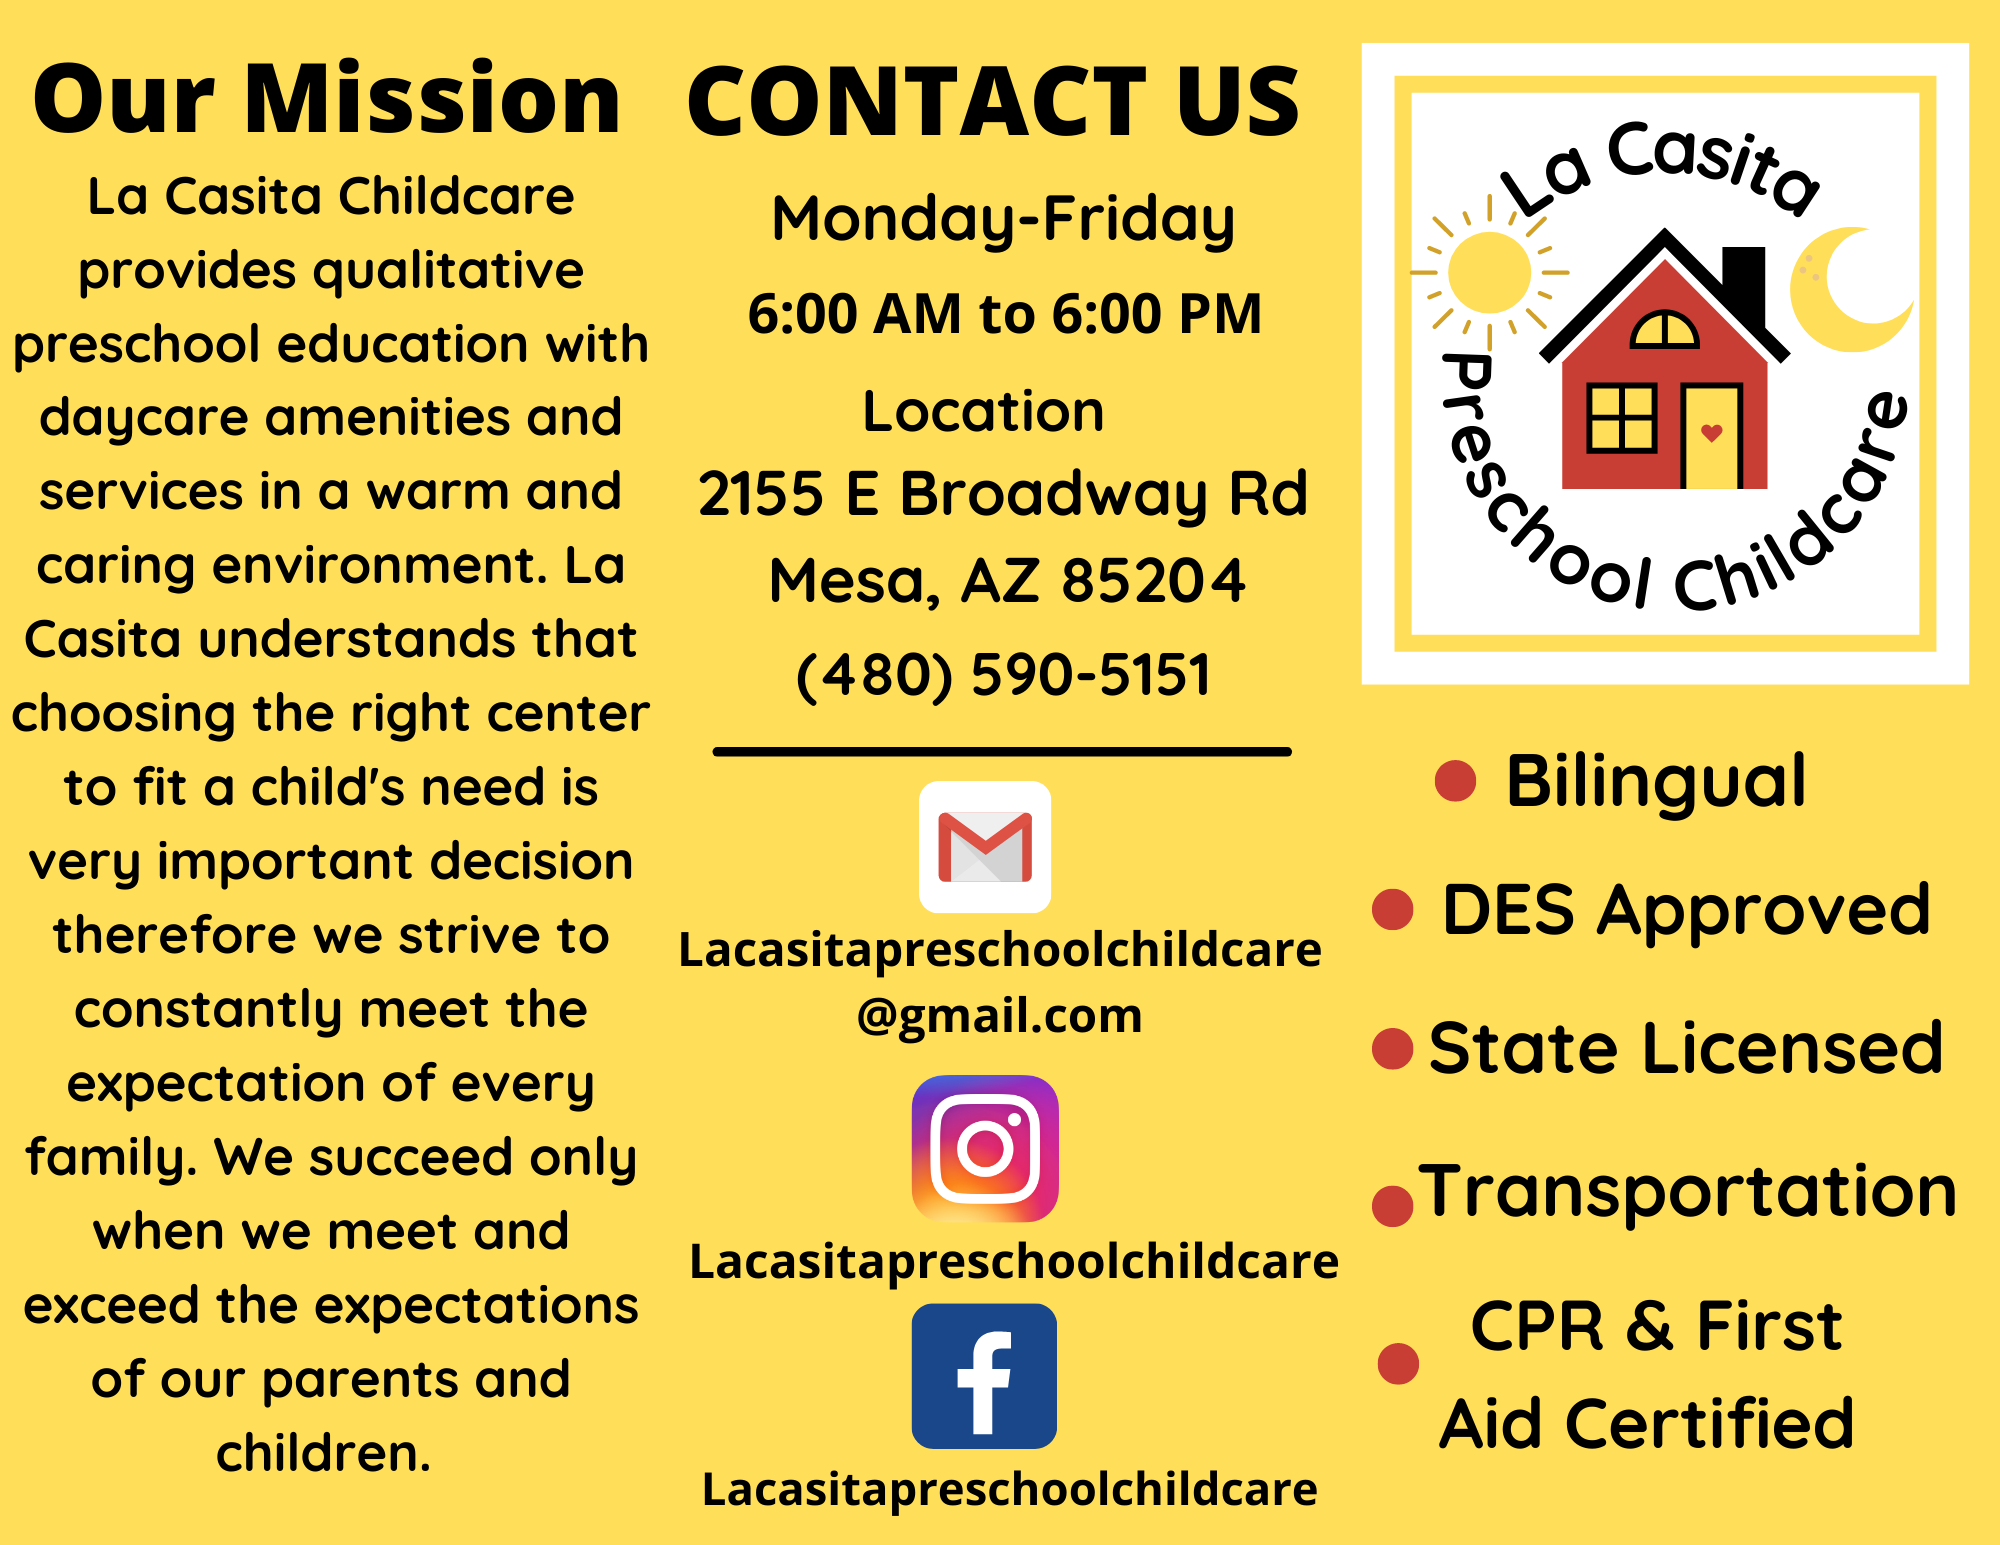 Our Mission
La Casita Childcare
provides qualitative
preschool education with
daycare amenities and
services in a warm and
caring environment. La
Casita understands that
choosing the right center
to fit a child's need is
very important decision
therefore we strive to
constantly meet the
expectation of every
family. We succeed only
when we meet and
exceed the expectations
of our parents and
children.
CONTACT US
Monday-Friday
6:00 AM to 6:00 PM
Location
2155 E Broadway Rd
Mesa, AZ 85204
(480) 590-5151
Lacasitapreschoolchildcare
@gmail.com
Lacasitapreschoolchildcare
Lacasitapreschoolchildcare
La Casita
Preschool Childcare
Bilingual
DES Approved
State Licensed
Transportation
CPR & First
Aid Certified